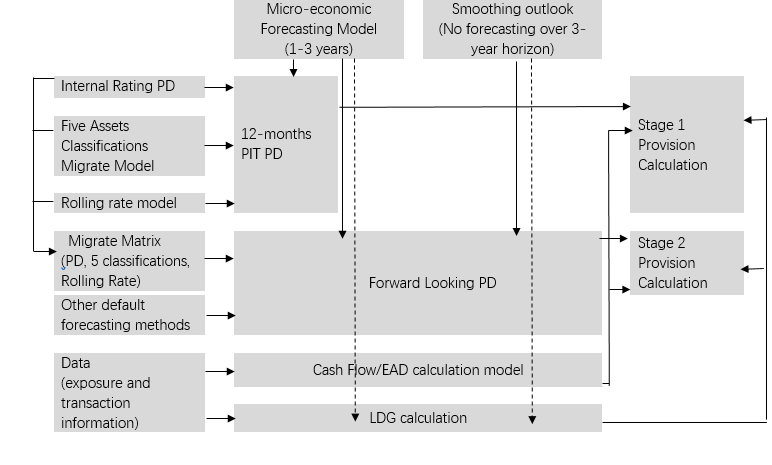 Micro-economic
Forecasting Model
(1-3 years)
Smoothing outlook
(No forecasting over 3-
year horizon)
Internal Rating PD
Five Assets
Classifications
Migrate Model
Rolling rate model
12-months
PIT PD
Stage 1
Provision
Calculation
Migrate Matrix
(PD, 5 classifications,
Rolling Rate)
Other default
forecasting methods
Forward Looking PD
Stage 2
Provision
Calculation
Data
(exposure and
transaction
information)
Cash Flow/EAD calculation model
LDG calculation